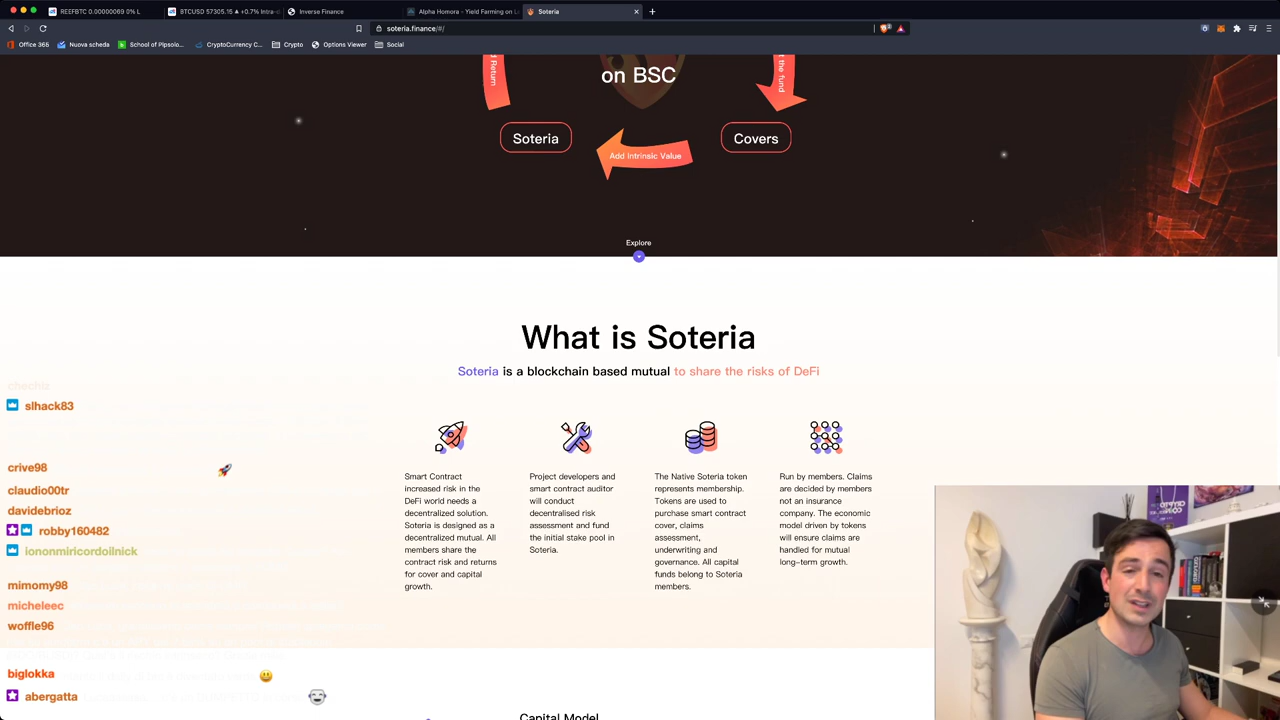 REEFBTC 0.00000069 0% L
BTCUSD 57305.15 ▲ +0.7% Intra-d
Inverse Finance
Alpha Homora – Yield Farming on L
Soteria
soteria.finance/#/
Office 365
Nuova scheda
School of Pipsolo...
CryptoCurrency C...
Crypto
Options Viewer
Social
d Return
on BSC
t the fund
Soteria
Add Intrinsic Value
Covers
Explore
What is Soteria
Soteria is a blockchain based mutual to share the risks of DeFi
Smart Contract
increased risk in the
DeFi world needs a
decentralized solution.
Soteria is designed as a
decentralized mutual. All
members share the
contract risk and returns
for cover and capital
growth.
Project developers and
smart contract auditor
will conduct
decentralised risk
assessment and fund
the initial stake pool in
Soteria.
The Native Soteria token
represents membership.
Tokens are used to
purchase smart contract
cover, claims
assessment,
underwriting and
governance. All capital
funds belong to Soteria
members.
Run by members. Claims
are decided by members
not an insurance
company. The economic
model driven by tokens
will ensure claims are
handled for mutual
long-term growth.
Capital Model
chechiz
slhack83
crive98
claudio00tr
davidebrioz
robby160482
iononmiricordoilnick
mimomy98
micheleec
woffle96
biglokka
abergatta